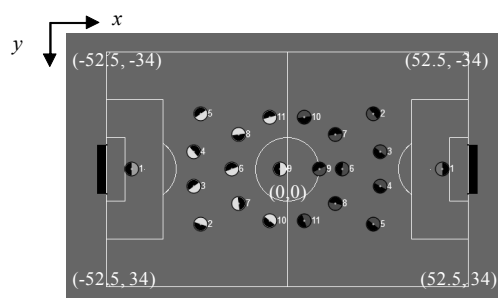 x
y
(-52.5, -34) (52.5, -34)
5 11 10 2
8 7
4 3
1 6 9 9 6 1
3 4
(0,0)
7 8
2 10 11 5
(-52.5, 34) (52.5, 34)